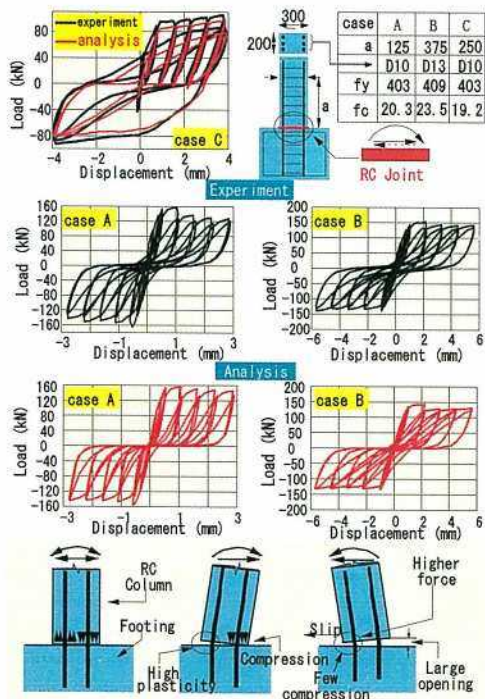 experiment
analysis
Load (kN)
80
40
0
-40
-80
-4
-2
0
2
4
Displacement (mm)
case C
300
200
a
RC Joint
case A B C
a 125 375 250
D10 D13 D10
fy 403 409 403
fc 20.3 23.5 19.2
Experiment
case A
Load (kN)
160
120
80
40
0
-40
-80
-120
-160
-3 -1 1 3
Displacement (mm)
case B
Load (kN)
200
150
100
50
0
-50
-100
-150
-200
-6 -4 -2 0 2 4 6
Displacement (mm)
Analysis
case A
Load (kN)
160
120
80
40
0
-40
-80
-120
-160
-3 -1 1 3
Displacement (mm)
case B
Load (kN)
200
150
100
50
0
-50
-100
-150
-200
-6 -4 -2 0 2 4 6
Displacement (mm)
RC
Column
Footing
High
plasticity
Compression
Slip
Few
compression
Higher
force
Large
opening